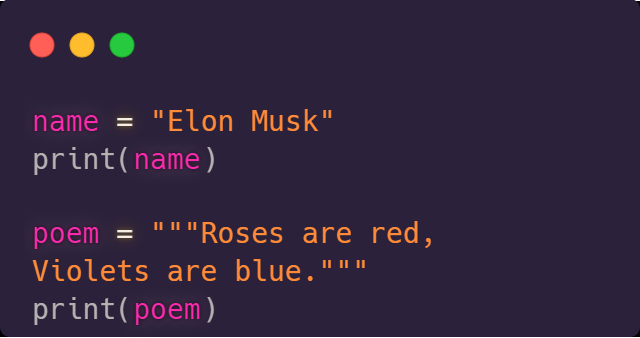 name = "Elon Musk"
print(name)
poem = """Roses are red,
Violets are blue."""
print(poem)